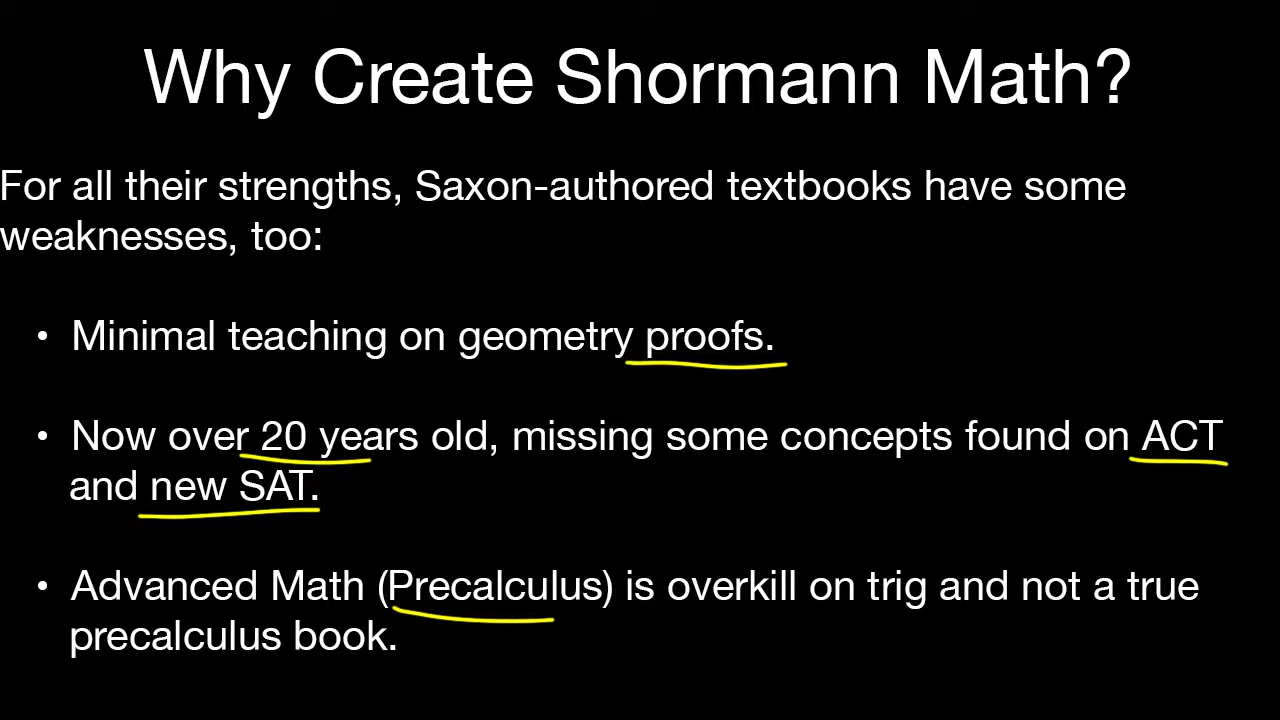 Why Create Shormann Math?
For all their strengths, Saxon-authored textbooks have some
weaknesses, too:
• Minimal teaching on geometry proofs.
• Now over 20 years old, missing some concepts found on ACT
and new SAT.
• Advanced Math (Precalculus) is overkill on trig and not a true
precalculus book.